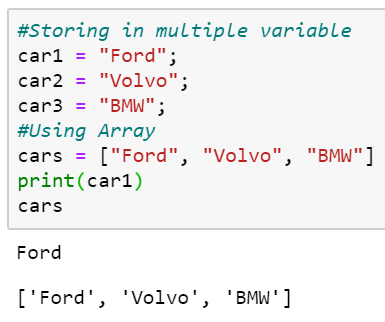 #Storing in multiple variable
car1 = "Ford";
car2 = "Volvo";
car3 = "BMW";
#Using Array
cars = ["Ford", "Volvo", "BMW"]
print(car1)
cars
Ford
['Ford', 'Volvo', 'BMW']